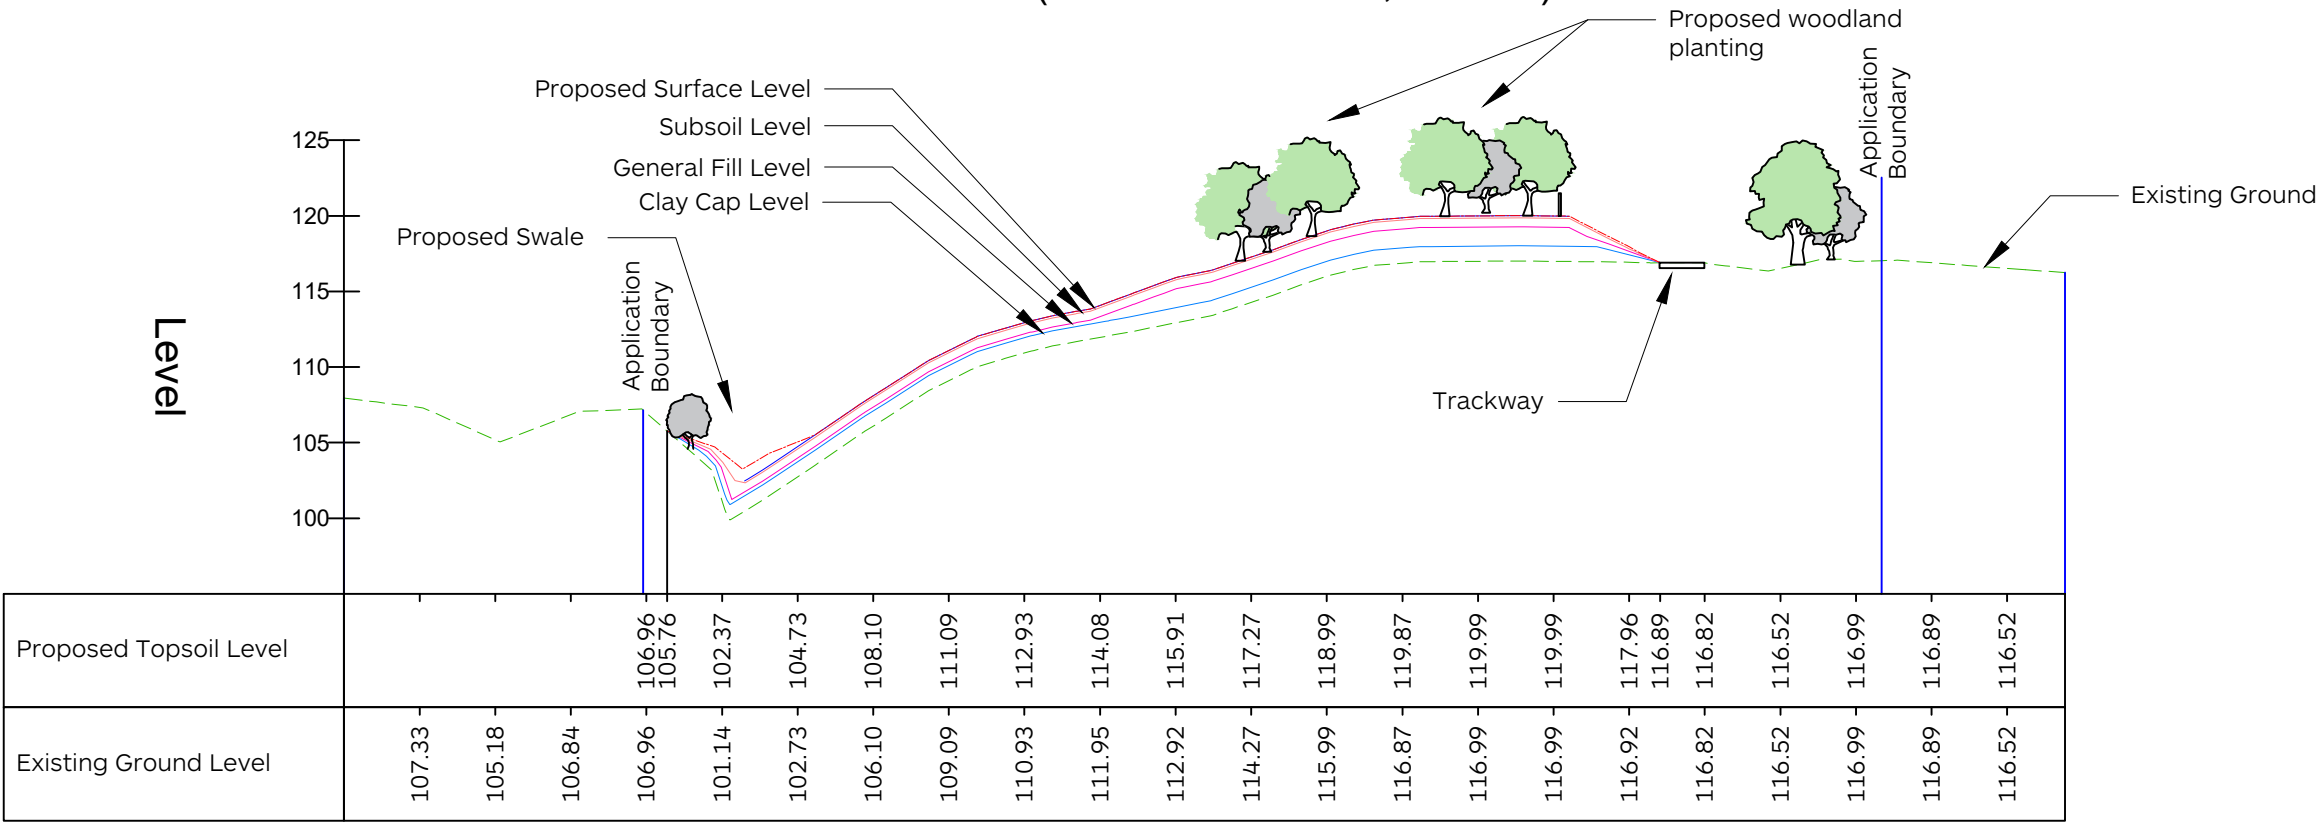 Proposed woodland
planting
Application
Boundary
Proposed Surface Level
Subsoil Level
General Fill Level
Clay Cap Level
Proposed Swale
Existing Ground
Application
Boundary
Trackway
Level
125
120
115
110
105
100
Proposed Topsoil Level
106.96 105.76 102.37 104.73 108.10 111.09 112.93 114.08 115.91 117.27 118.99 119.87 119.99 119.99 117.96 116.89 116.82 116.52 116.99 116.89 116.52
Existing Ground Level
107.33 105.18 106.84 106.96 101.14 102.73 106.10 109.09 110.93 111.95 112.92 114.27 115.99 116.87 116.99 116.99 116.92 116.82 116.52 116.99 116.89 116.52